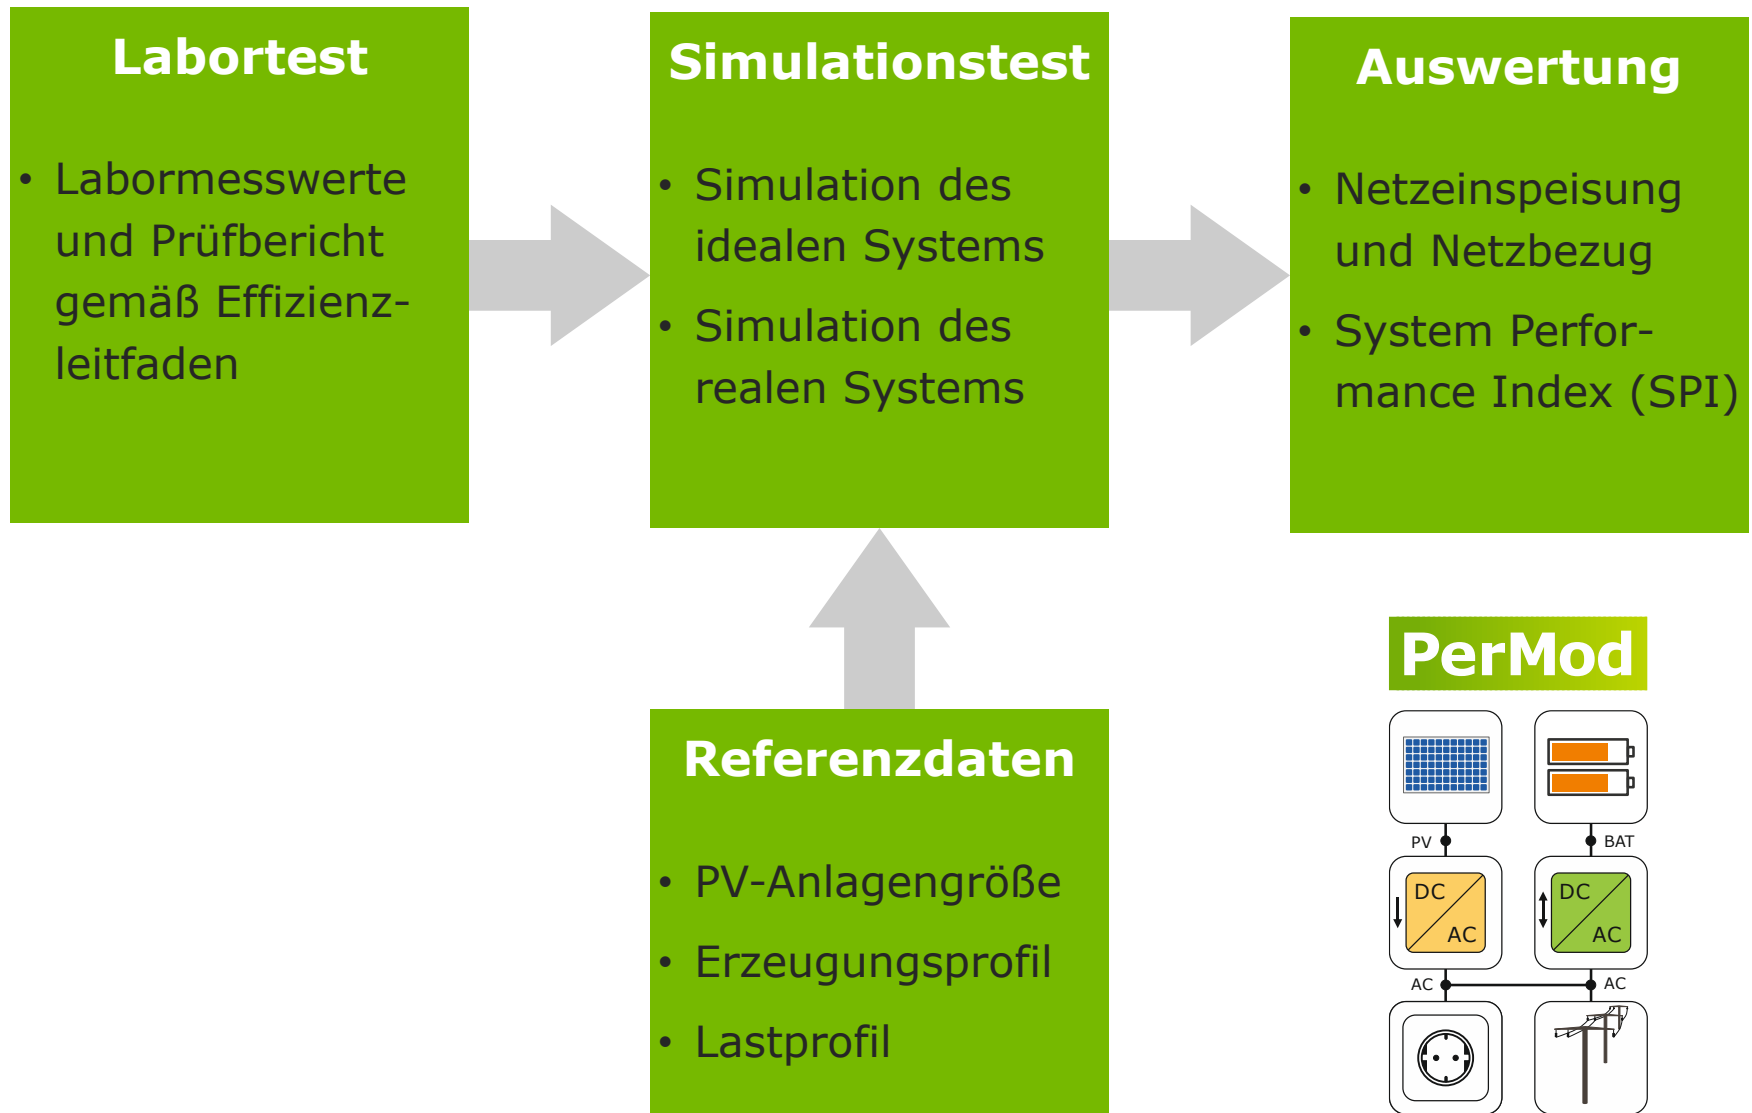 Labortest
• Labormesswerte
und Prüfbericht
gemäß Effizienz-
leitfaden
Simulationstest
• Simulation des
idealen Systems
• Simulation des
realen Systems
Auswertung
• Netzeinspeisung
und Netzbezug
• System Perfor-
mance Index (SPI)
Referenzdaten
• PV-Anlagengröße
• Erzeugungsprofil
• Lastprofil
PerMod
PV
BAT
DC
AC
DC
AC
AC
AC